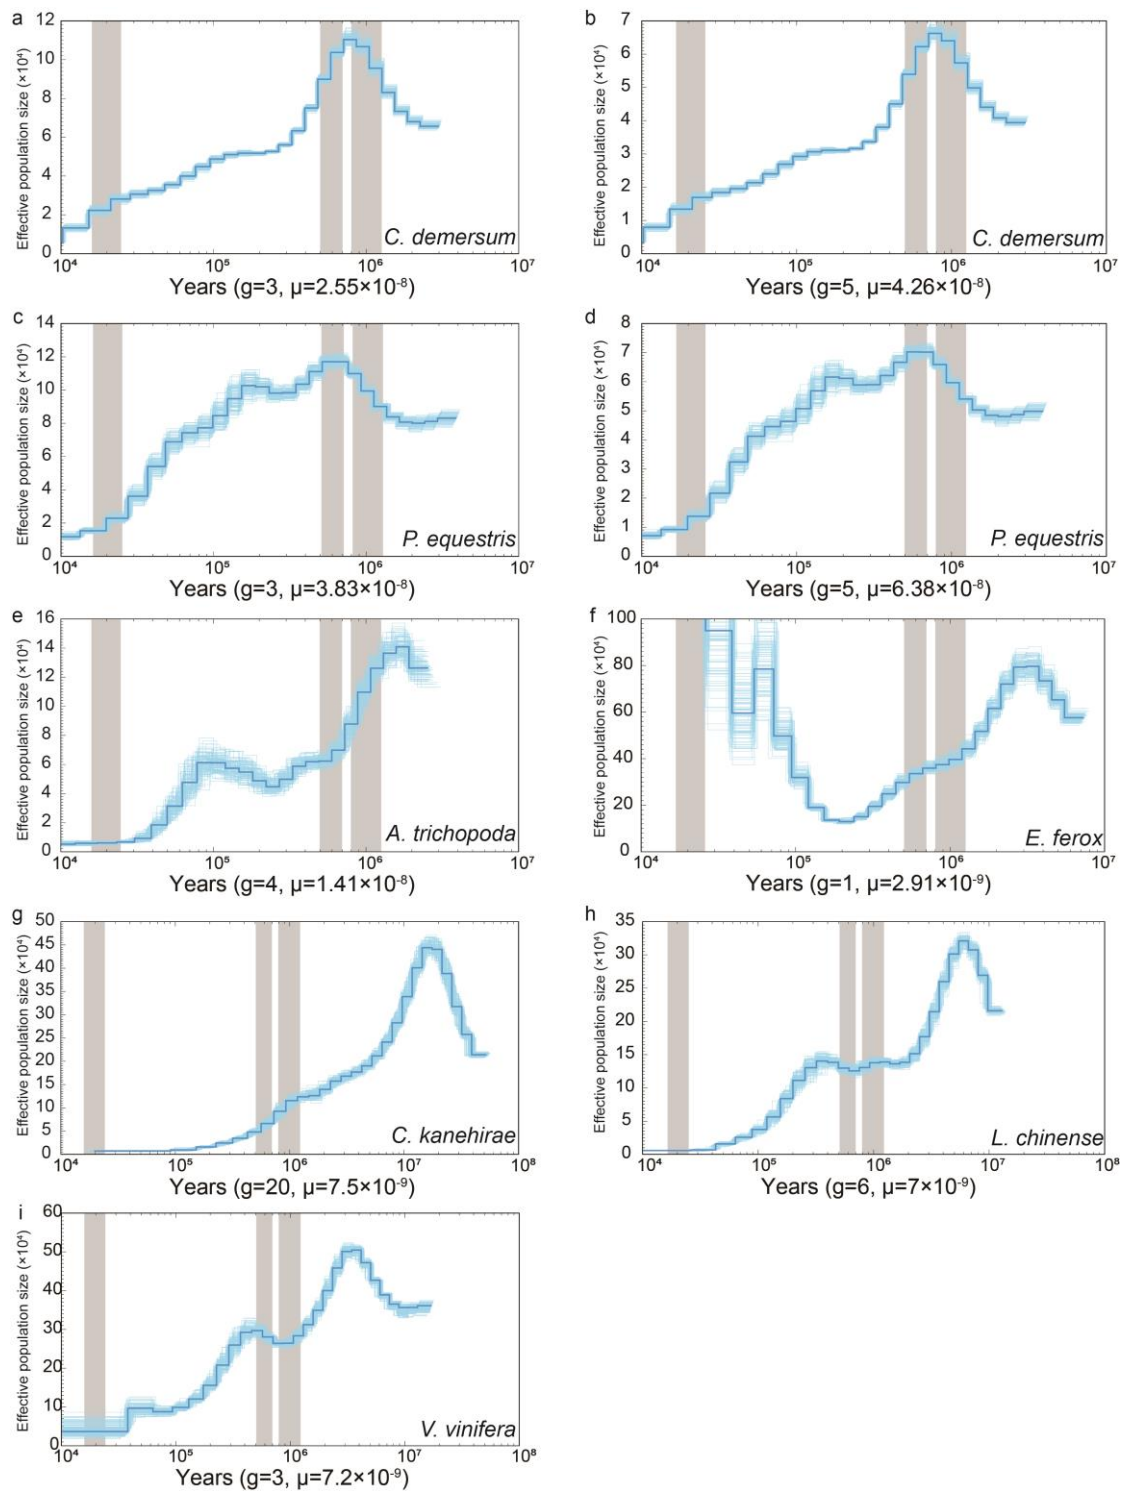 a
Effective population size (×10⁴)
12
10
8
6
4
2
0
10⁴ 10⁵ 10⁶ 10⁷
C. demersum
Years (g=3, μ=2.55×10⁻⁸)
b
Effective population size (×10⁴)
7
6
5
4
3
2
1
0
10⁴ 10⁵ 10⁶ 10⁷
C. demersum
Years (g=5, μ=4.26×10⁻⁸)
c
Effective population size (×10⁴)
14
12
10
8
6
4
2
0
10⁴ 10⁵ 10⁶ 10⁷
P. equestris
Years (g=3, μ=3.83×10⁻⁸)
d
Effective population size (×10⁴)
8
7
6
5
4
3
2
1
0
10⁴ 10⁵ 10⁶ 10⁷
P. equestris
Years (g=5, μ=6.38×10⁻⁸)
e
Effective population size (×10⁴)
16
14
12
10
8
6
4
2
0
10⁴ 10⁵ 10⁶ 10⁷
A. trichopoda
Years (g=4, μ=1.41×10⁻⁸)
f
Effective population size (×10⁴)
100
80
60
40
20
0
10⁴ 10⁵ 10⁶ 10⁷
E. ferox
Years (g=1, μ=2.91×10⁻⁹)
g
Effective population size (×10⁴)
50
45
40
35
30
25
20
15
10
5
0
10⁴ 10⁵ 10⁶ 10⁷ 10⁸
C. kanehirae
Years (g=20, μ=7.5×10⁻⁹)
h
Effective population size (×10⁴)
35
30
25
20
15
10
5
0
10⁴ 10⁵ 10⁶ 10⁷ 10⁸
L. chinense
Years (g=6, μ=7×10⁻⁹)
i
Effective population size (×10⁴)
60
50
40
30
20
10
0
10⁴ 10⁵ 10⁶ 10⁷ 10⁸
V. vinifera
Years (g=3, μ=7.2×10⁻⁹)